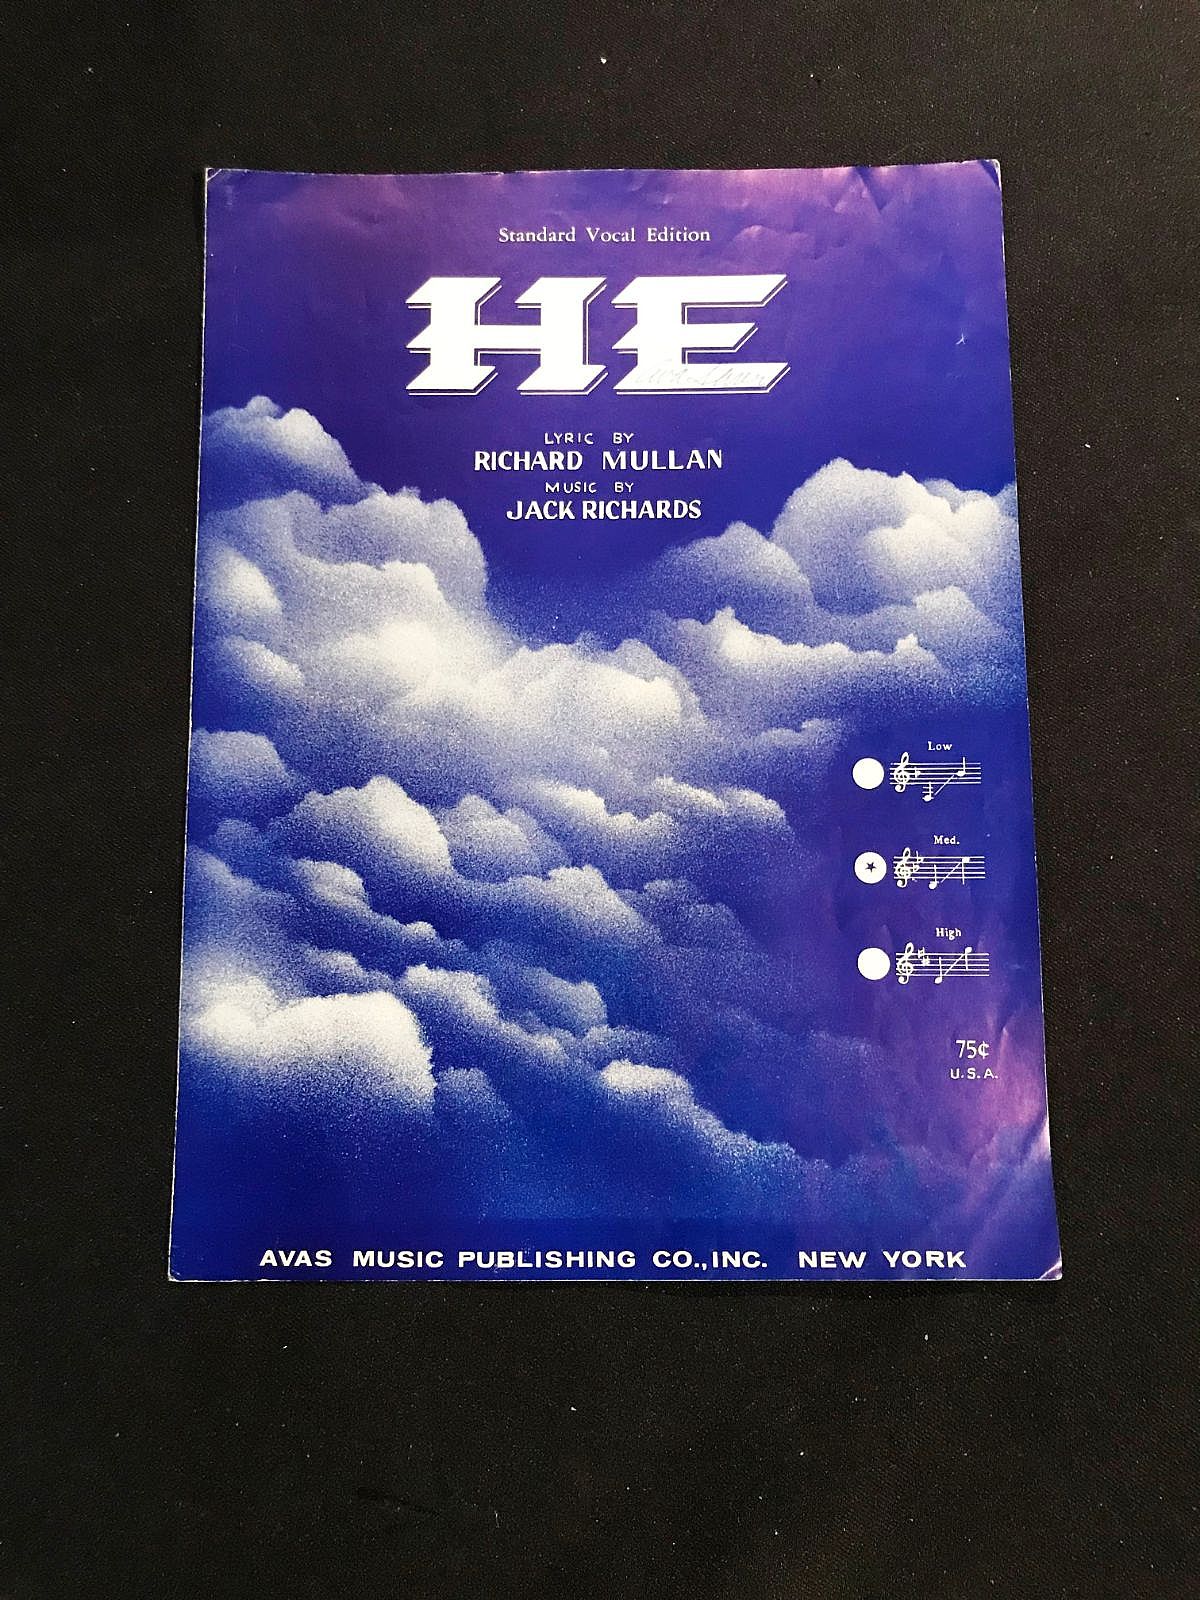 Standard Vocal Edition
HE
LYRIC BY
RICHARD MULLAN
MUSIC BY
JACK RICHARDS
Low
Med.
High
75¢
U.S.A.
AVAS MUSIC PUBLISHING CO., INC. NEW YORK